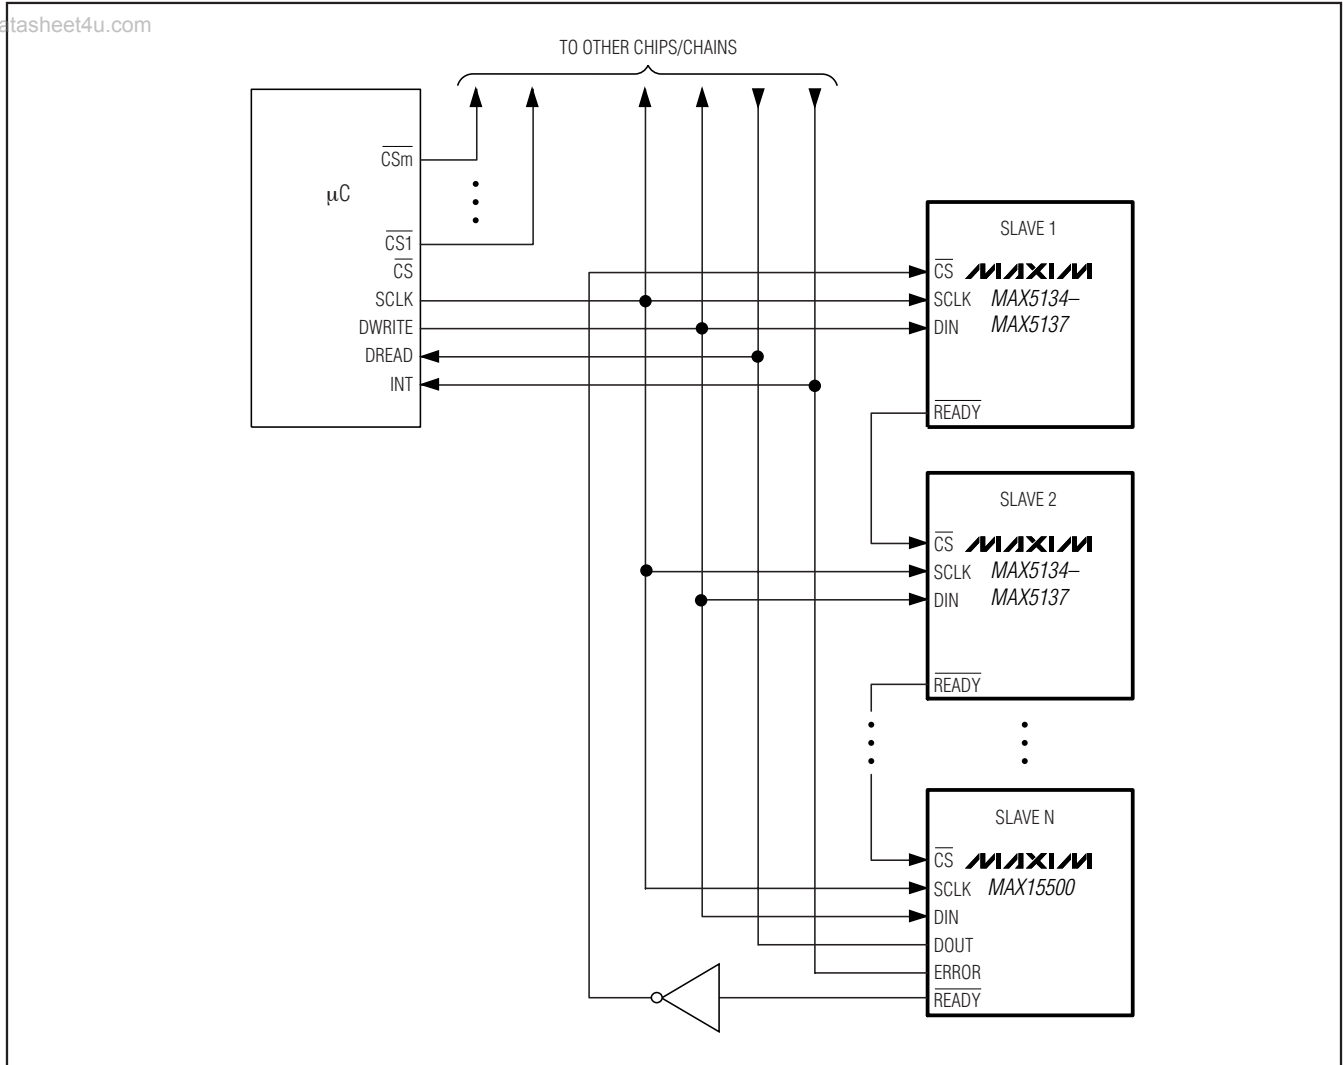 atasheet4u.com
TO OTHER CHIPS/CHAINS
μC
CSm
CS1
CS
SCLK
DWRITE
DREAD
INT
SLAVE 1
CS MAXIM
SCLK MAX5134–
DIN MAX5137
READY
SLAVE 2
CS MAXIM
SCLK MAX5134–
DIN MAX5137
READY
SLAVE N
CS MAXIM
SCLK MAX15500
DIN
DOUT
ERROR
READY